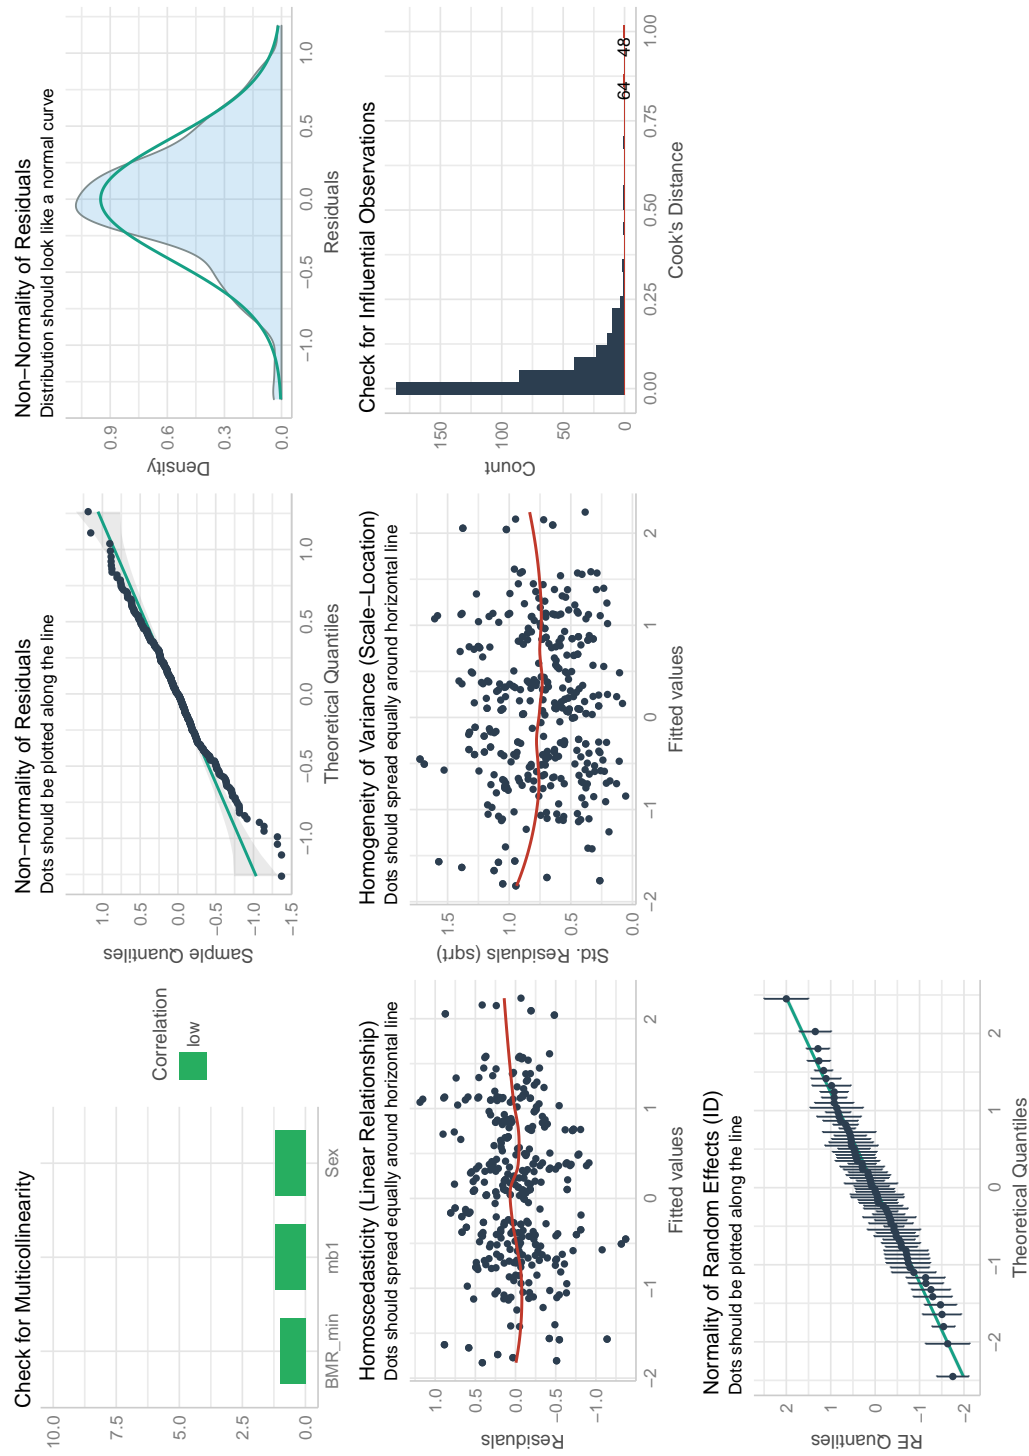 Check for Multicollinearity
10.0
7.5
5.0
2.5
0.0
BMR_min
mb1
Sex
Correlation
low
Non−normality of Residuals
Dots should be plotted along the line
Sample Quantiles
1.0
0.5
0.0
−0.5
−1.0
−1.5
−1.0
−0.5
0.0
0.5
1.0
Theoretical Quantiles
Non−Normality of Residuals
Distribution should look like a normal curve
Density
0.9
0.6
0.3
0.0
−1.0
−0.5
0.0
0.5
1.0
Residuals
Homoscedasticity (Linear Relationship)
Dots should spread equally around horizontal line
Residuals
1.0
0.5
0.0
−0.5
−1.0
−2
−1
0
1
2
Fitted values
Homogeneity of Variance (Scale−Location)
Dots should spread equally around horizontal line
Std. Residuals (sqrt)
1.5
1.0
0.5
0.0
−2
−1
0
1
2
Fitted values
Check for Influential Observations
Count
150
100
50
0
64
48
0.00
0.25
0.50
0.75
1.00
Cook's Distance
Normality of Random Effects (ID)
Dots should be plotted along the line
RE Quantiles
2
1
0
−1
−2
−2
−1
0
1
2
Theoretical Quantiles